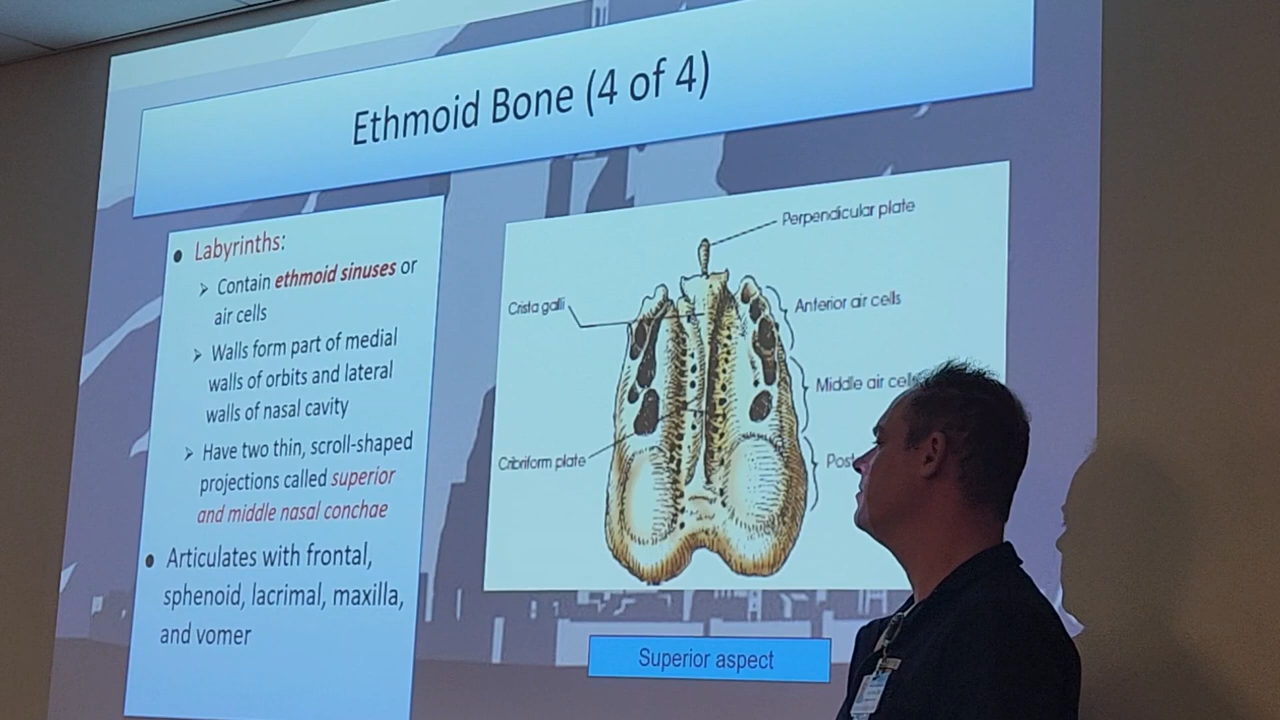 Ethmoid Bone (4 of 4)
Labyrinths:
Contain ethmoid sinuses or
air cells
Walls form part of medial
walls of orbits and lateral
walls of nasal cavity
Have two thin, scroll-shaped
projections called superior
and middle nasal conchae
Articulates with frontal,
sphenoid, lacrimal, maxilla,
and vomer
Perpendicular plate
Crista galli
Anterior air cells
Middle air cells
Cribriform plate
Superior aspect